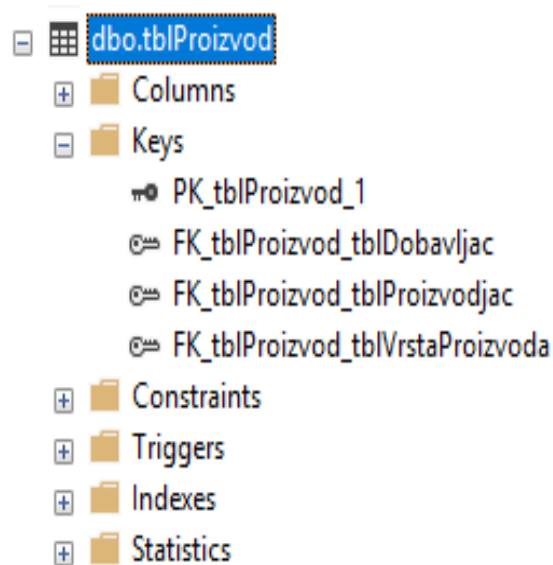 dbo.tblProizvod
Columns
Keys
PK_tblProizvod_1
FK_tblProizvod_tblDobavljac
FK_tblProizvod_tblProizvodjac
FK_tblProizvod_tblVrstaProizvoda
Constraints
Triggers
Indexes
Statistics